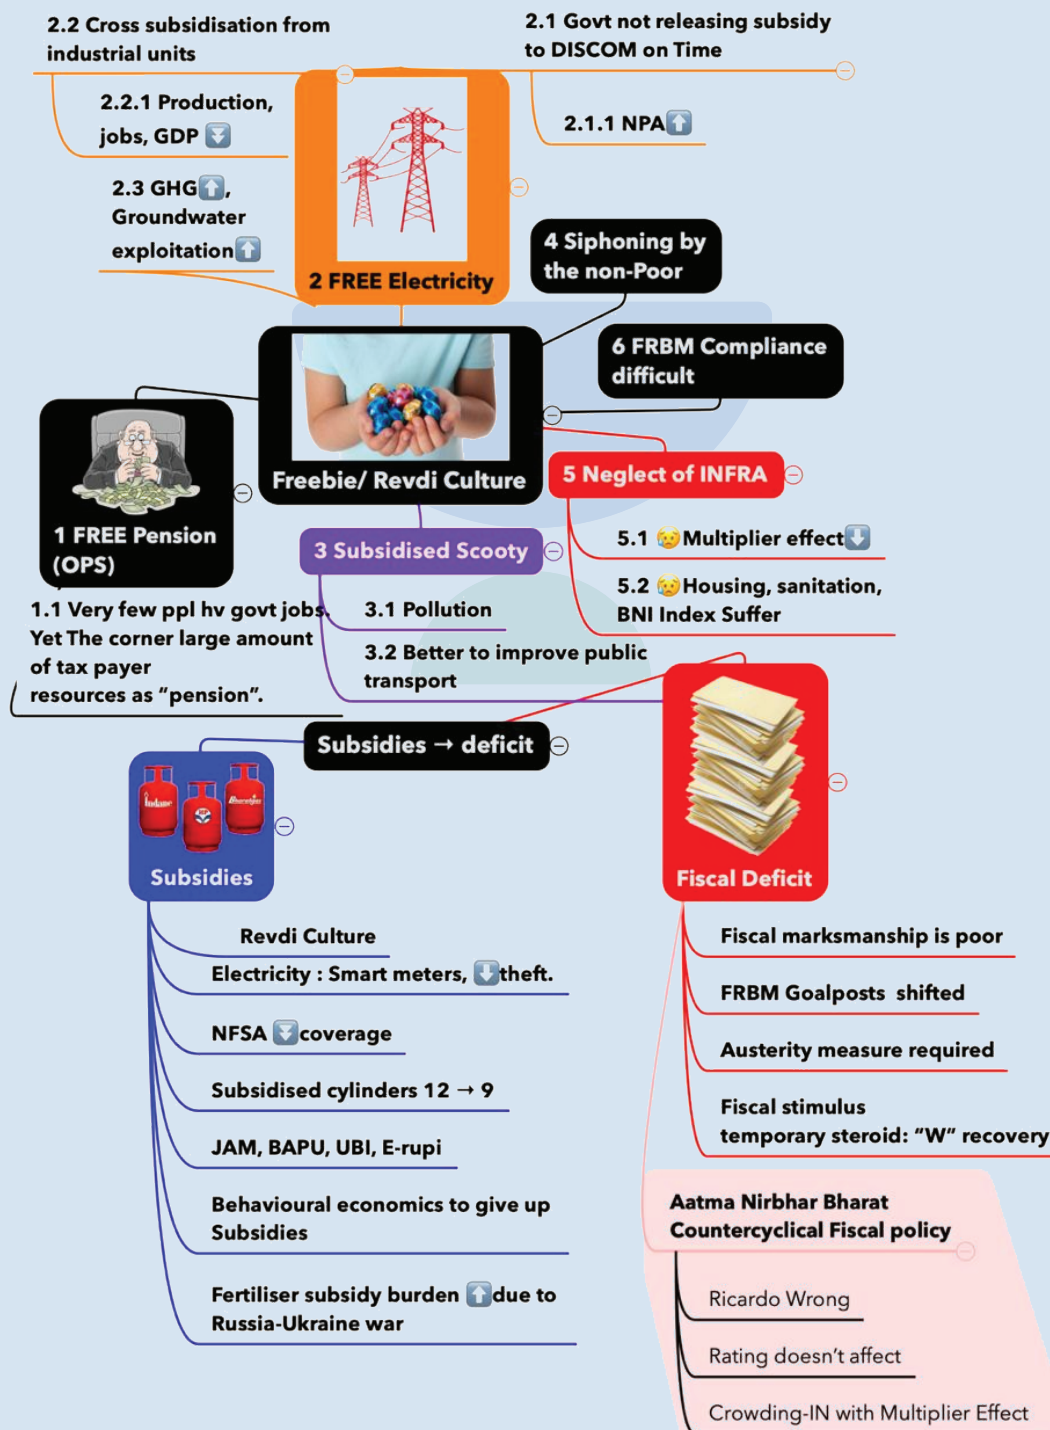 2.2 Cross subsidisation from
industrial units
2.1 Govt not releasing subsidy
to DISCOM on Time
2.2.1 Production,
jobs, GDP ⏬
2.1.1 NPA⬆️
2.3 GHG⬆️,
Groundwater
exploitation⬆️
2 FREE Electricity
4 Siphoning by
the non-Poor
6 FRBM Compliance
difficult
Freebie/ Revdi Culture
5 Neglect of INFRA
5.1 😥Multiplier effect⬇️
5.2 😥Housing, sanitation,
BNI Index Suffer
1 FREE Pension
(OPS)
1.1 Very few ppl hv govt jobs.
Yet The corner large amount
of tax payer
resources as “pension”.
3 Subsidised Scooty
3.1 Pollution
3.2 Better to improve public
transport
Subsidies → deficit
Indane
HP
Bharatgas
Subsidies
Revdi Culture
Electricity : Smart meters, ⬇️theft.
NFSA ⏬coverage
Subsidised cylinders 12 → 9
JAM, BAPU, UBI, E-rupi
Behavioural economics to give up
Subsidies
Fertiliser subsidy burden ⬆️due to
Russia-Ukraine war
Fiscal Deficit
Fiscal marksmanship is poor
FRBM Goalposts shifted
Austerity measure required
Fiscal stimulus
temporary steroid: “W” recovery
Aatma Nirbhar Bharat
Countercyclical Fiscal policy
Ricardo Wrong
Rating doesn’t affect
Crowding-IN with Multiplier Effect